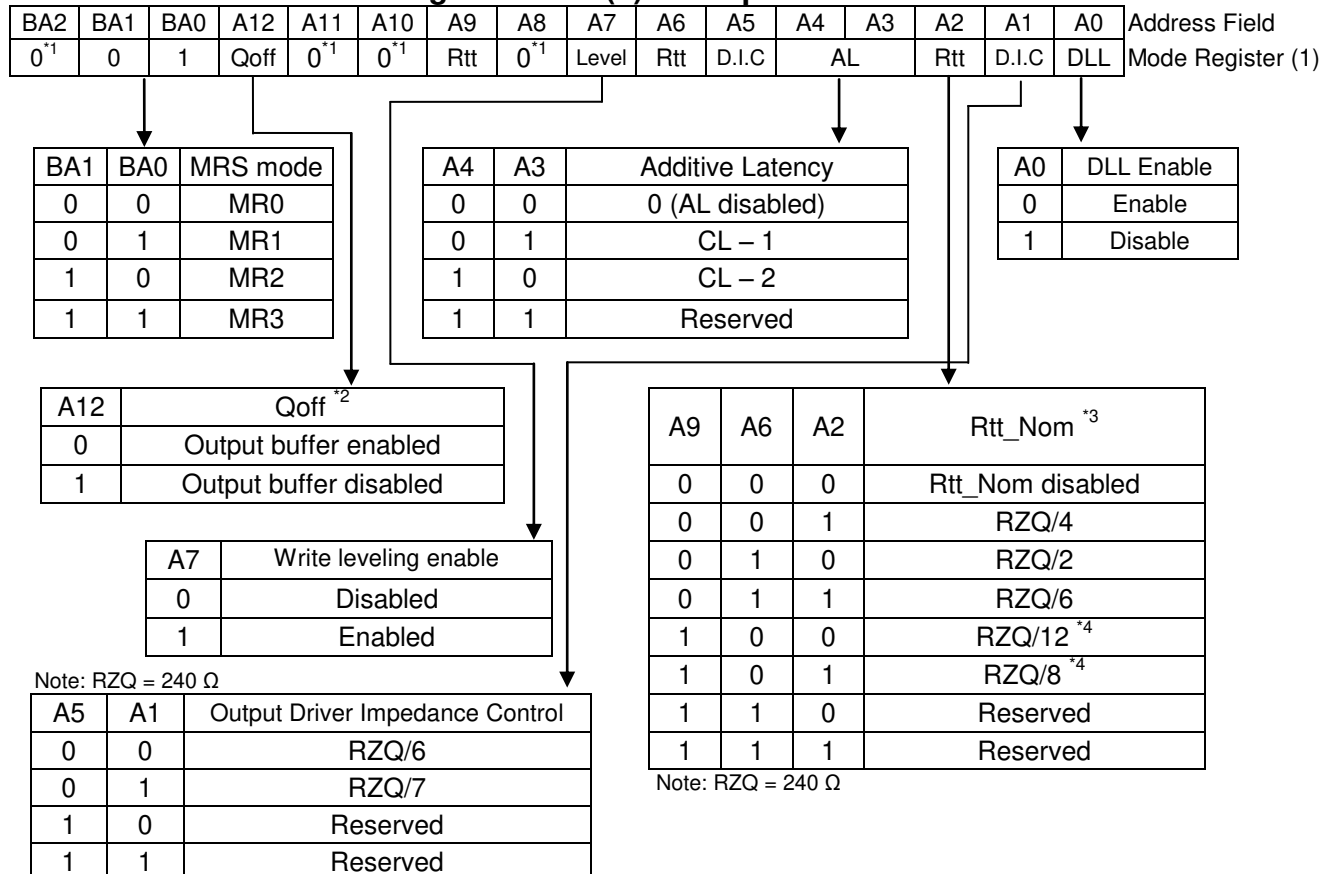 BA2 BA1 BA0 A12 A11 A10 A9 A8 A7 A6 A5 A4 A3 A2 A1 A0 Address Field
0*1 0 1 Qoff 0*1 0*1 Rtt 0*1 Level Rtt D.I.C AL Rtt D.I.C DLL Mode Register (1)
BA1 BA0 MRS mode
0 0 MR0
0 1 MR1
1 0 MR2
1 1 MR3
A4 A3 Additive Latency
0 0 0 (AL disabled)
0 1 CL – 1
1 0 CL – 2
1 1 Reserved
A0 DLL Enable
0 Enable
1 Disable
A12 Qoff *2
0 Output buffer enabled
1 Output buffer disabled
A9 A6 A2 Rtt_Nom *3
0 0 0 Rtt_Nom disabled
0 0 1 RZQ/4
0 1 0 RZQ/2
0 1 1 RZQ/6
1 0 0 RZQ/12 *4
1 0 1 RZQ/8 *4
1 1 0 Reserved
1 1 1 Reserved
Note: RZQ = 240 Ω
A7 Write leveling enable
0 Disabled
1 Enabled
Note: RZQ = 240 Ω
A5 A1 Output Driver Impedance Control
0 0 RZQ/6
0 1 RZQ/7
1 0 Reserved
1 1 Reserved